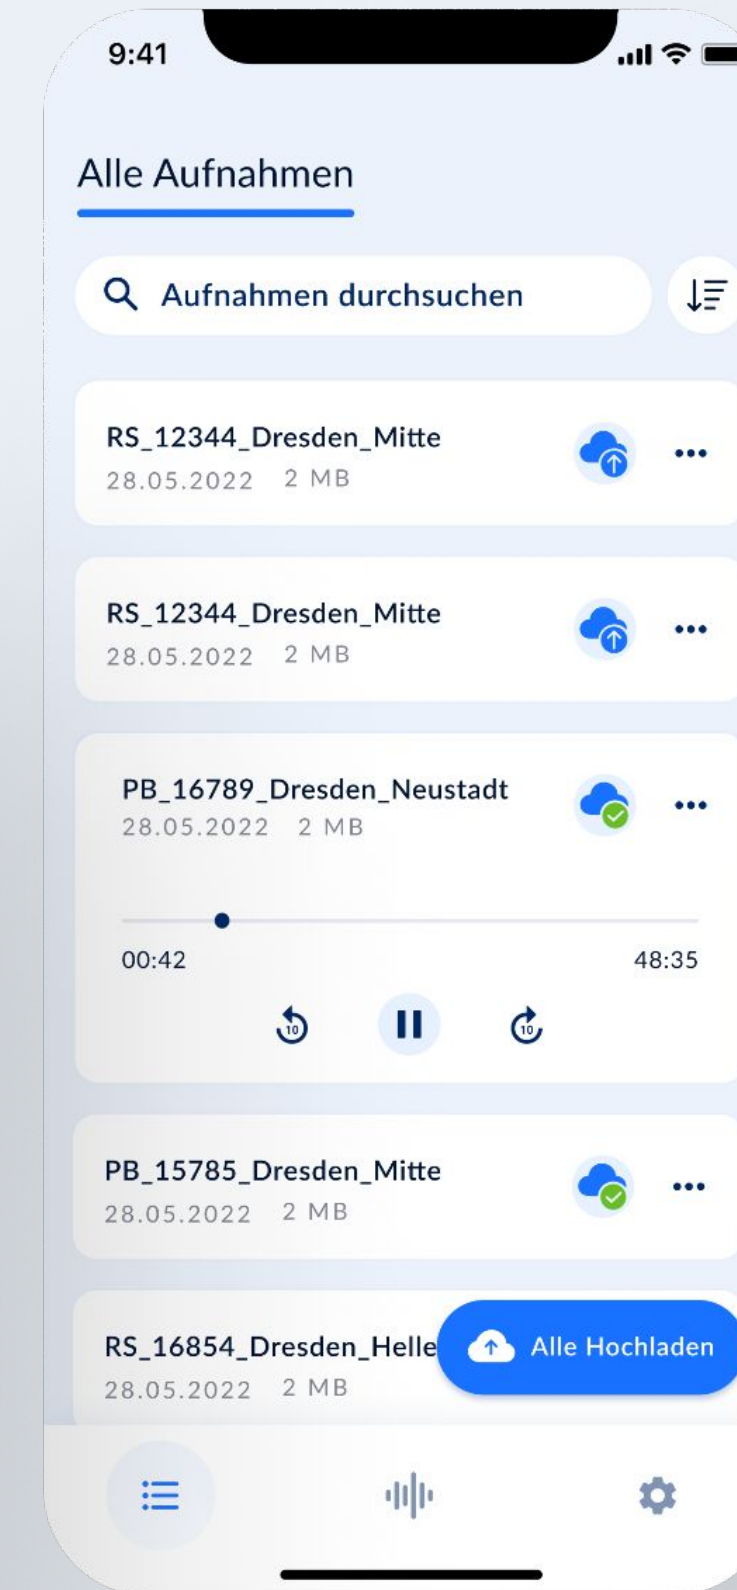 9:41
Alle Aufnahmen
Aufnahmen durchsuchen
RS_12344_Dresden_Mitte
28.05.2022 2 MB
RS_12344_Dresden_Mitte
28.05.2022 2 MB
PB_16789_Dresden_Neustadt
28.05.2022 2 MB
00:42 48:35
10 10
PB_15785_Dresden_Mitte
28.05.2022 2 MB
RS_16854_Dresden_Helle
Alle Hochladen
28.05.2022 2 MB